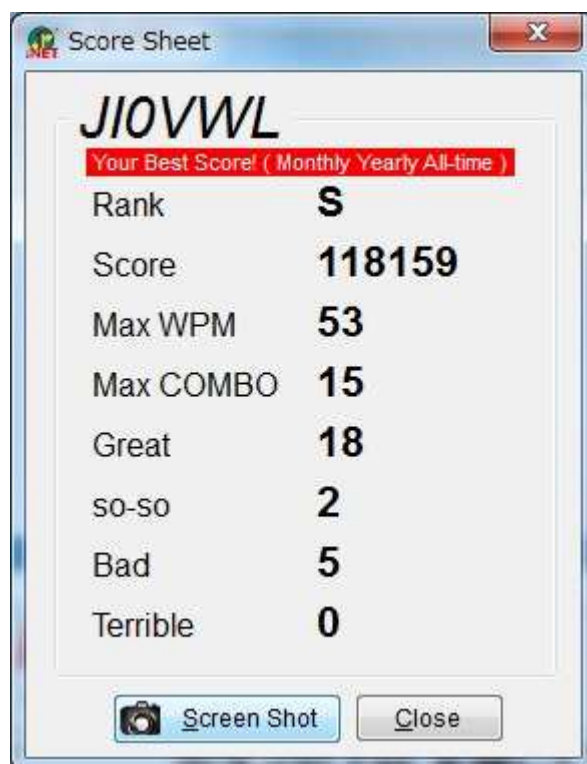 Score Sheet
JI0VWL
Your Best Score! ( Monthly Yearly All-time )
Rank S
Score 118159
Max WPM 53
Max COMBO 15
Great 18
so-so 2
Bad 5
Terrible 0
Screen Shot Close